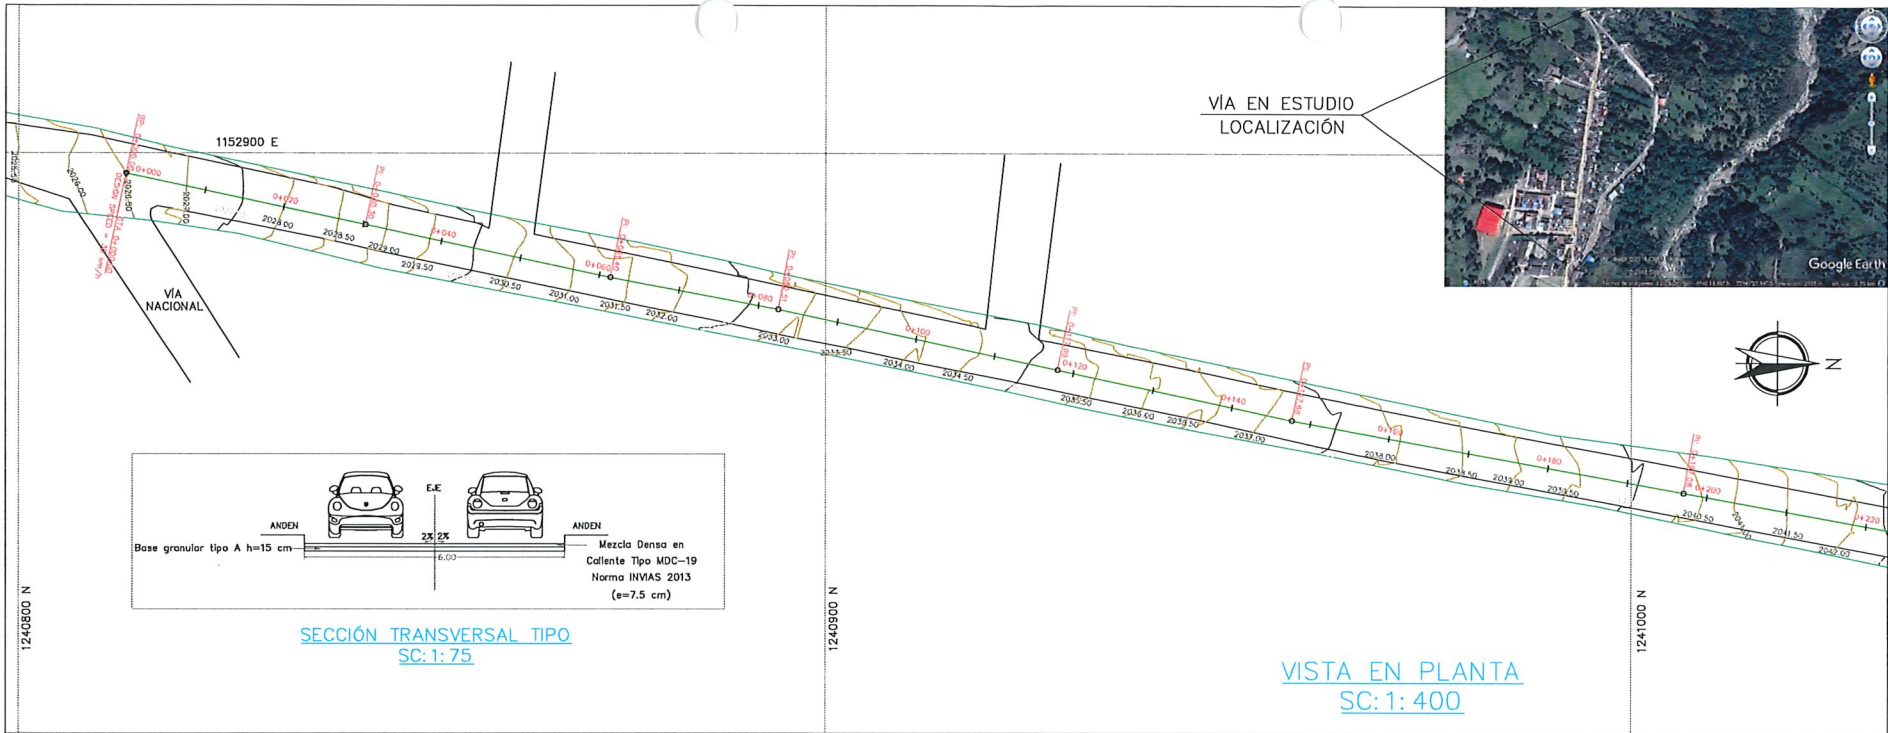 VÍA EN ESTUDIO
LOCALIZACIÓN
Google Earth
1152900 E
0+000
2026.00
2026.50
2027.00
0+020
2028.00
2028.50
2029.00
0+040
2029.50
2030.50
2031.00
0+060
2031.50
2032.00
0+080
2033.00
2033.50
0+100
2034.00
2034.50
0+120
2035.50
2036.00
2036.50
0+140
2037.00
0+160
2038.00
2038.50
0+180
2039.00
2039.50
0+200
2040.50
2041.50
0+220
2042.00
VÍA
NACIONAL
N
EJE
ANDEN
ANDEN
2% 2%
6.00
Base granular tipo A h=15 cm
Mezcla Densa en
Caliente Tipo MDC-19
Norma INVIAS 2013
(e=7.5 cm)
SECCIÓN TRANSVERSAL TIPO
SC: 1: 75
VISTA EN PLANTA
SC: 1: 400
1240800 N
1240900 N
1241000 N